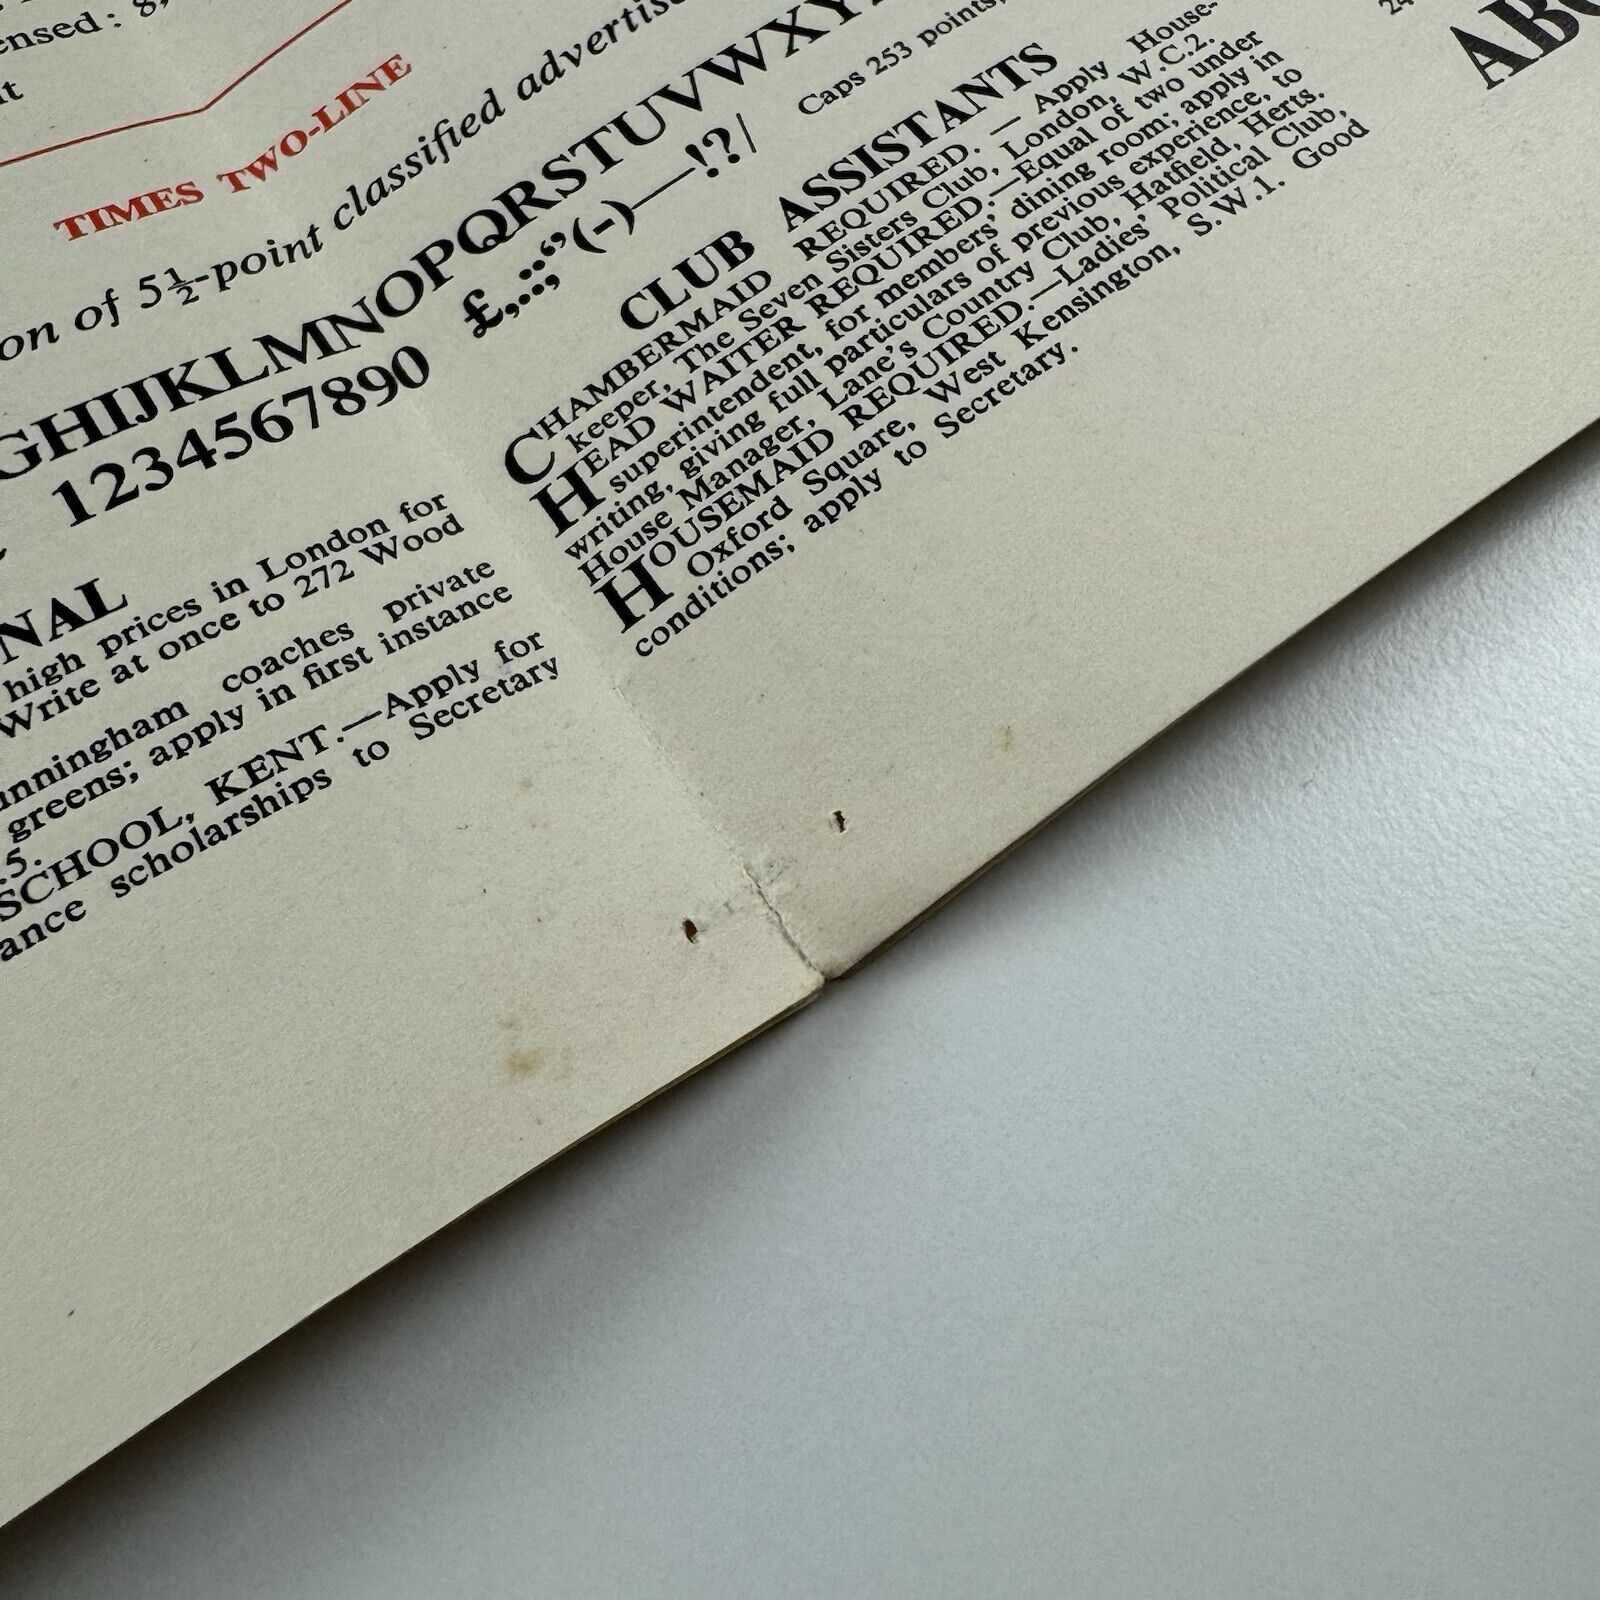 ensed: 8,
it
TIMES TWO-LINE
on of 5½-point classified
GHIJKLMNOPQRSTUVWXY
1234567890 £,.:;“”(-)—!?/
Caps 253 points,
NAL
high prices in London for
Write at once to 272 Wood
coaches private
greens; apply in first instance
.5.
SCHOOL, KENT.—Apply for
scholarships to Secretary
CLUB ASSISTANTS
CHAMBERMAID REQUIRED. — Apply House-
keeper, The Seven Sisters Club, London, W.C.2.
HEAD WAITER REQUIRED.—Equal of two under
superintendent, for members' dining room; apply in
writing, giving full particulars of previous experience, to
House Manager, Lane's Country Club, Hatfield, Herts.
HOUSEMAID REQUIRED.—Ladies' Political Club,
Oxford Square, West Kensington, S.W.1. Good
conditions; apply to Secretary.
24
ABC